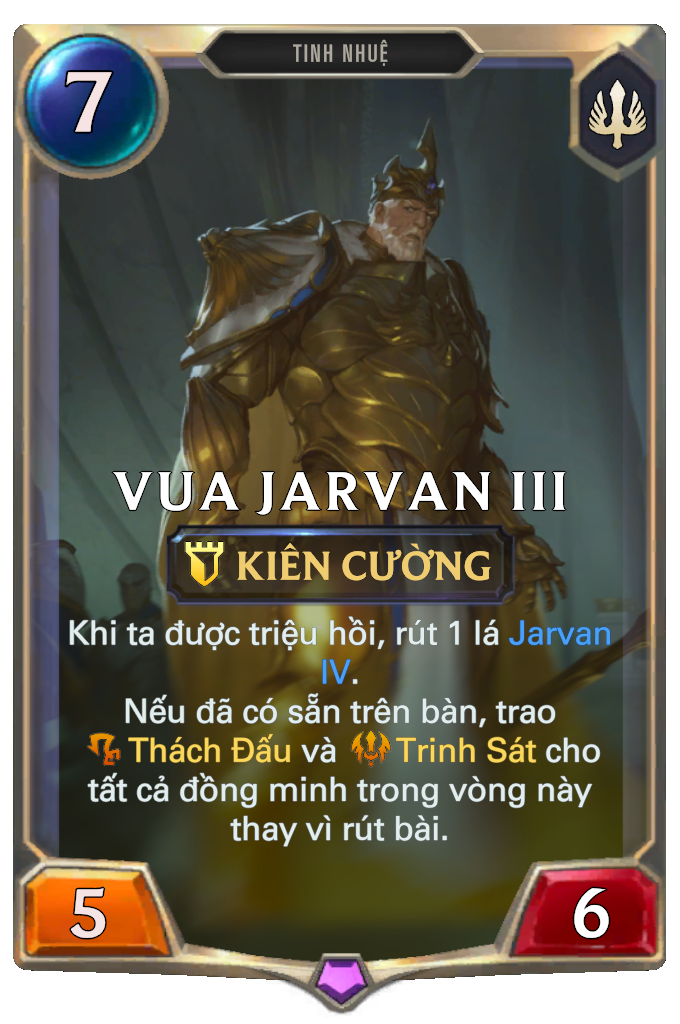 TINH NHUỆ
7
VUA JARVAN III
KIÊN CƯỜNG
Khi ta được triệu hồi, rút 1 lá Jarvan
IV.
Nếu đã có sẵn trên bàn, trao
Thách Đấu và Trinh Sát cho
tất cả đồng minh trong vòng này
thay vì rút bài.
5
6